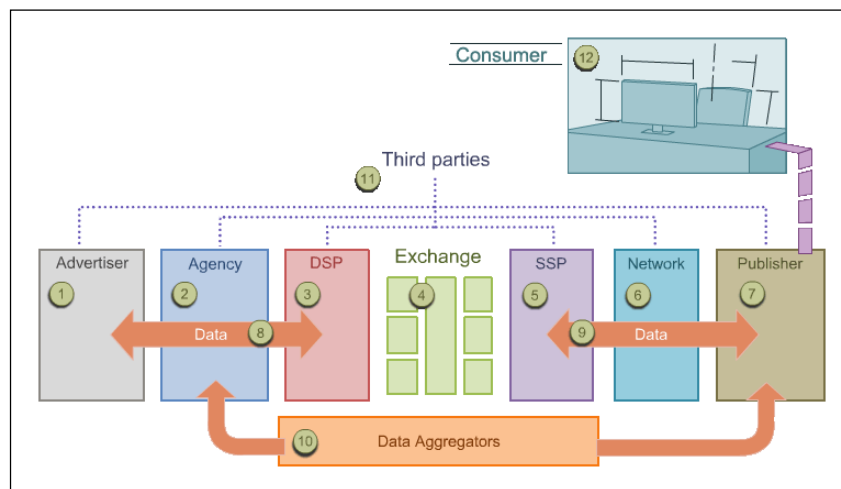 Consumer
12
Third parties
11
Advertiser
Agency
DSP
Exchange
SSP
Network
Publisher
1
2
3
4
5
6
7
Data
8
9
Data
10
Data Aggregators